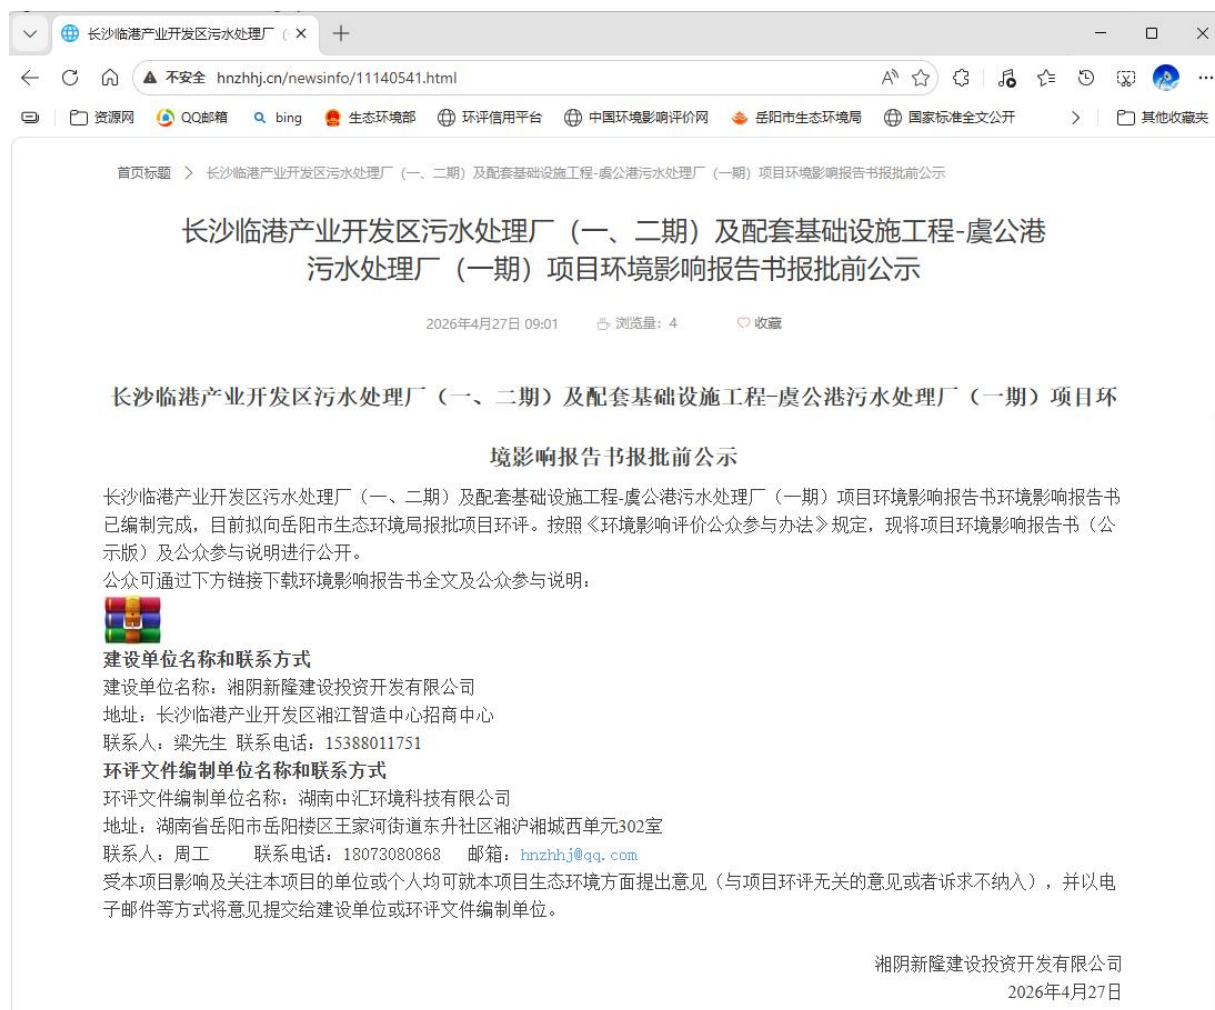 长沙临港产业开发区污水处理厂（
不安全 hnzhhj.cn/newsinfo/11140541.html
资源网 QQ邮箱 bing 生态环境部 环评信用平台 中国环境影响评价网 岳阳市生态环境局 国家标准全文公开 其他收藏夹
首页标题 > 长沙临港产业开发区污水处理厂（一、二期）及配套基础设施工程-虞公港污水处理厂（一期）项目环境影响报告书报批前公示
长沙临港产业开发区污水处理厂（一、二期）及配套基础设施工程-虞公港
污水处理厂（一期）项目环境影响报告书报批前公示
2026年4月27日 09:01 浏览量：4 收藏
长沙临港产业开发区污水处理厂（一、二期）及配套基础设施工程-虞公港污水处理厂（一期）项目环
境影响报告书报批前公示
长沙临港产业开发区污水处理厂（一、二期）及配套基础设施工程-虞公港污水处理厂（一期）项目环境影响报告书环境影响报告书
已编制完成，目前拟向岳阳市生态环境局报批项目环评。按照《环境影响评价公众参与办法》规定，现将项目环境影响报告书（公
示版）及公众参与说明进行公开。
公众可通过下方链接下载环境影响报告书全文及公众参与说明：
建设单位名称和联系方式
建设单位名称：湘阴新隆建设投资开发有限公司
地址：长沙临港产业开发区湘江智造中心招商中心
联系人：梁先生 联系电话：15388011751
环评文件编制单位名称和联系方式
环评文件编制单位名称：湖南中汇环境科技有限公司
地址：湖南省岳阳市岳阳楼区王家河街道东升社区湘沪湘城西单元302室
联系人：周工 联系电话：18073080868 邮箱：hnzhhj@qq.com
受本项目影响及关注本项目的单位或个人均可就本项目生态环境方面提出意见（与项目环评无关的意见或者诉求不纳入），并以电
子邮件等方式将意见提交给建设单位或环评文件编制单位。
湘阴新隆建设投资开发有限公司
2026年4月27日